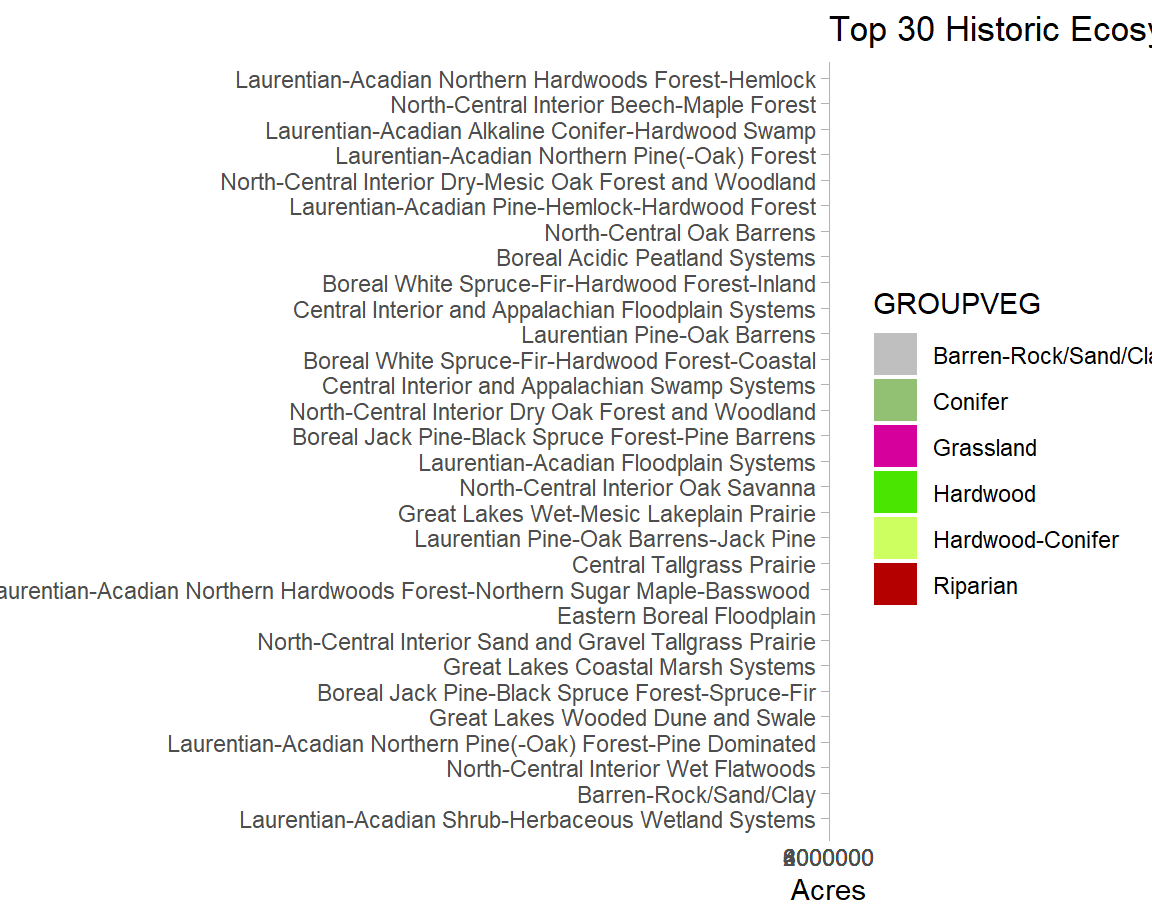 Top 30 Historic Ecosy
Laurentian-Acadian Northern Hardwoods Forest-Hemlock
North-Central Interior Beech-Maple Forest
Laurentian-Acadian Alkaline Conifer-Hardwood Swamp
Laurentian-Acadian Northern Pine(-Oak) Forest
North-Central Interior Dry-Mesic Oak Forest and Woodland
Laurentian-Acadian Pine-Hemlock-Hardwood Forest
North-Central Oak Barrens
Boreal Acidic Peatland Systems
Boreal White Spruce-Fir-Hardwood Forest-Inland
Central Interior and Appalachian Floodplain Systems
Laurentian Pine-Oak Barrens
Boreal White Spruce-Fir-Hardwood Forest-Coastal
Central Interior and Appalachian Swamp Systems
North-Central Interior Dry Oak Forest and Woodland
Boreal Jack Pine-Black Spruce Forest-Pine Barrens
Laurentian-Acadian Floodplain Systems
North-Central Interior Oak Savanna
Great Lakes Wet-Mesic Lakeplain Prairie
Laurentian Pine-Oak Barrens-Jack Pine
Central Tallgrass Prairie
aurentian-Acadian Northern Hardwoods Forest-Northern Sugar Maple-Basswood
Eastern Boreal Floodplain
North-Central Interior Sand and Gravel Tallgrass Prairie
Great Lakes Coastal Marsh Systems
Boreal Jack Pine-Black Spruce Forest-Spruce-Fir
Great Lakes Wooded Dune and Swale
Laurentian-Acadian Northern Pine(-Oak) Forest-Pine Dominated
North-Central Interior Wet Flatwoods
Barren-Rock/Sand/Clay
Laurentian-Acadian Shrub-Herbaceous Wetland Systems
Acres
GROUPVEG
Barren-Rock/Sand/Cla
Conifer
Grassland
Hardwood
Hardwood-Conifer
Riparian